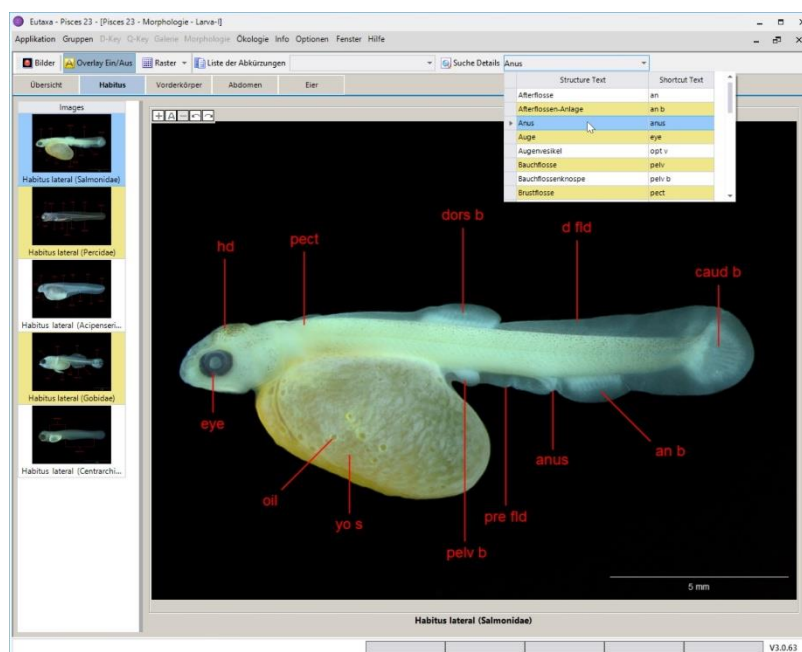 Eutaxa - Pisces 23 - [Pisces 23 - Morphologie - Larva-I]
Applikation Gruppen D-Key Q-Key Galerie Morphologie Ökologie Info Optionen Fenster Hilfe
Bilder Overlay Ein/Aus Raster Liste der Abkürzungen Suche Details Anus
Übersicht Habitus Vorderkörper Abdomen Eier
Structure Text Shortcut Text
Afterflosse an
Afterflossen-Anlage an b
Anus anus
Auge eye
Augenvesikel opt v
Bauchflosse pelv
Bauchflossenknospe pelv b
Brustflosse pect
Images
Habitus lateral (Salmonidae)
Habitus lateral (Percidae)
Habitus lateral (Acipenseri...
Habitus lateral (Gobidae)
Habitus lateral (Centrarchi...
A
dors b
d fld
hd
pect
caud b
eye
anus
an b
oil
yo s
pre fld
pelv b
5 mm
Habitus lateral (Salmonidae)
V3.0.63